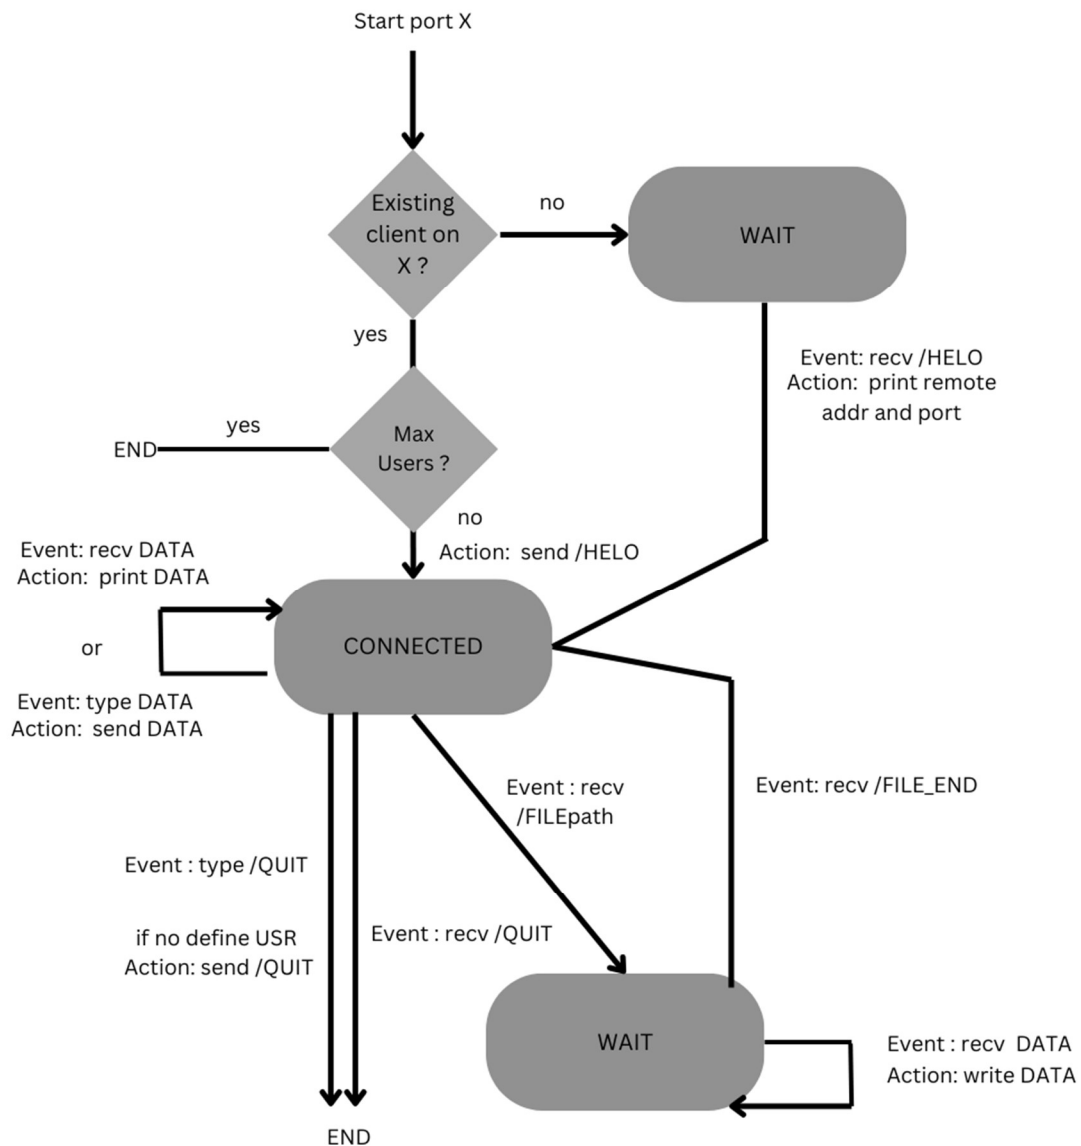 Start port X
Existing
client on
X ?
no
WAIT
yes
Event: recv /HELO
Action:  print remote
addr and port
yes
END
Max
Users ?
no
Action:  send /HELO
Event: recv DATA
Action:  print DATA
or
CONNECTED
Event: type DATA
Action:  send DATA
Event : recv
/FILEpath
Event: recv /FILE_END
Event : type /QUIT
if no define USR
Action: send /QUIT
Event : recv /QUIT
WAIT
Event : recv  DATA
Action: write DATA
END